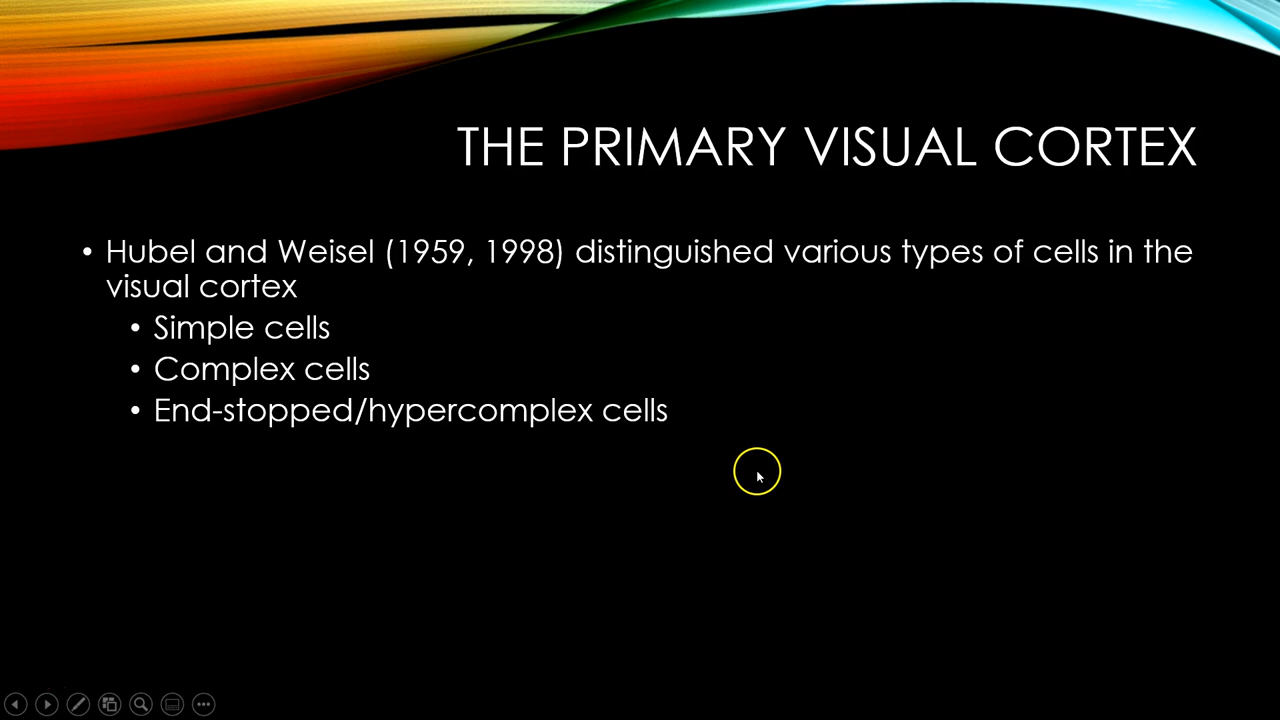 THE PRIMARY VISUAL CORTEX
• Hubel and Weisel (1959, 1998) distinguished various types of cells in the
visual cortex
• Simple cells
• Complex cells
• End-stopped/hypercomplex cells